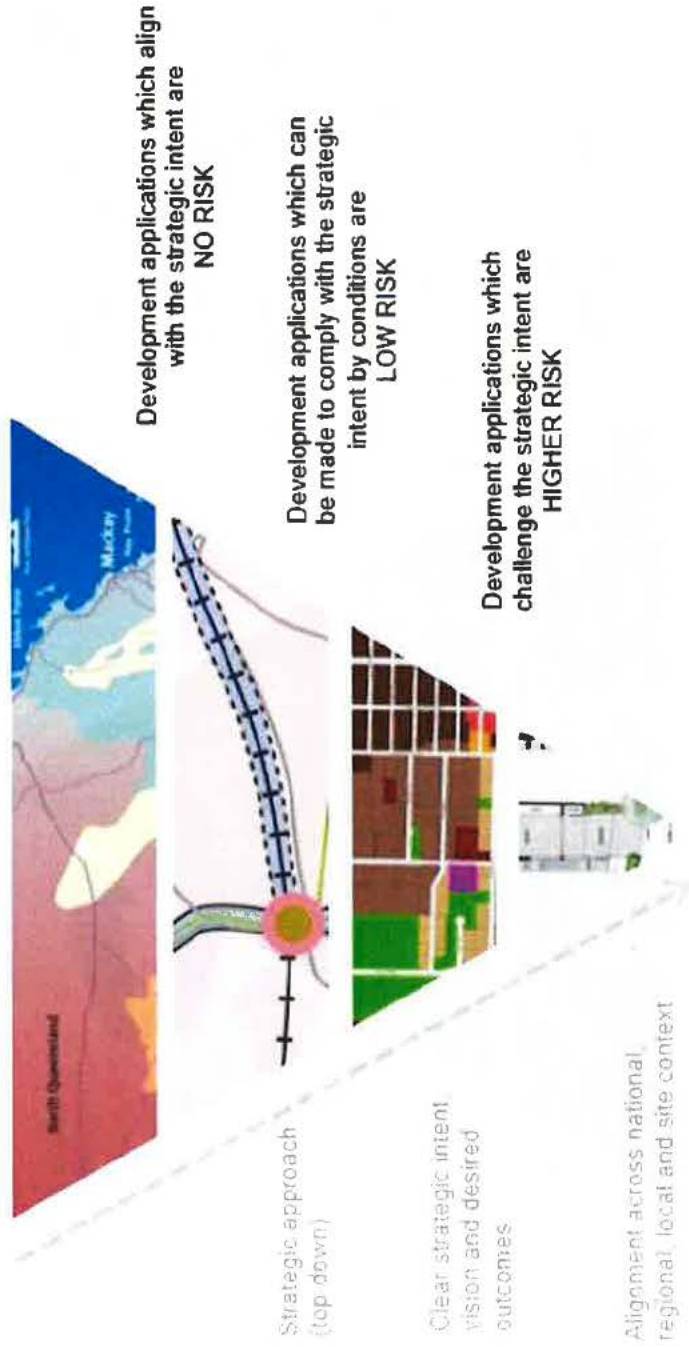 North Queensland
Mackay
Development applications which align
with the strategic intent are
NO RISK
Strategic approach
(top down)
Development applications which can
be made to comply with the strategic
intent by conditions are
LOW RISK
Clear strategic intent
vision and desired
outcomes
Development applications which
challenge the strategic intent are
HIGHER RISK
Alignment across national,
regional, local and site context